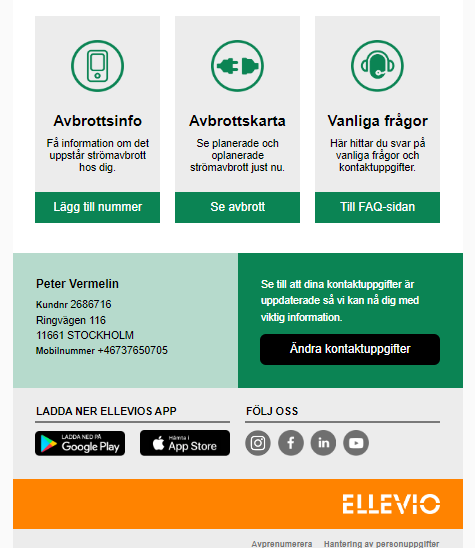 Avbrottsinfo
Få information om det
uppstår strömavbrott
hos dig.
Lägg till nummer
Avbrottskarta
Se planerade och
oplanerade
strömavbrott just nu.
Se avbrott
Vanliga frågor
Här hittar du svar på
vanliga frågor och
kontaktuppgifter.
Till FAQ-sidan
Peter Vermelin
Kundnr 2686716
Ringvägen 116
11661 STOCKHOLM
Mobilnummer +46737650705
Se till att dina kontaktuppgifter är
uppdaterade så vi kan nå dig med
viktig information.
Ändra kontaktuppgifter
LADDA NER ELLEVIOS APP
LADDA NED PÅ
Google Play
Hämta i
App Store
FÖLJ OSS
ELLEVIO
Avprenumerera Hantering av personuppgifter